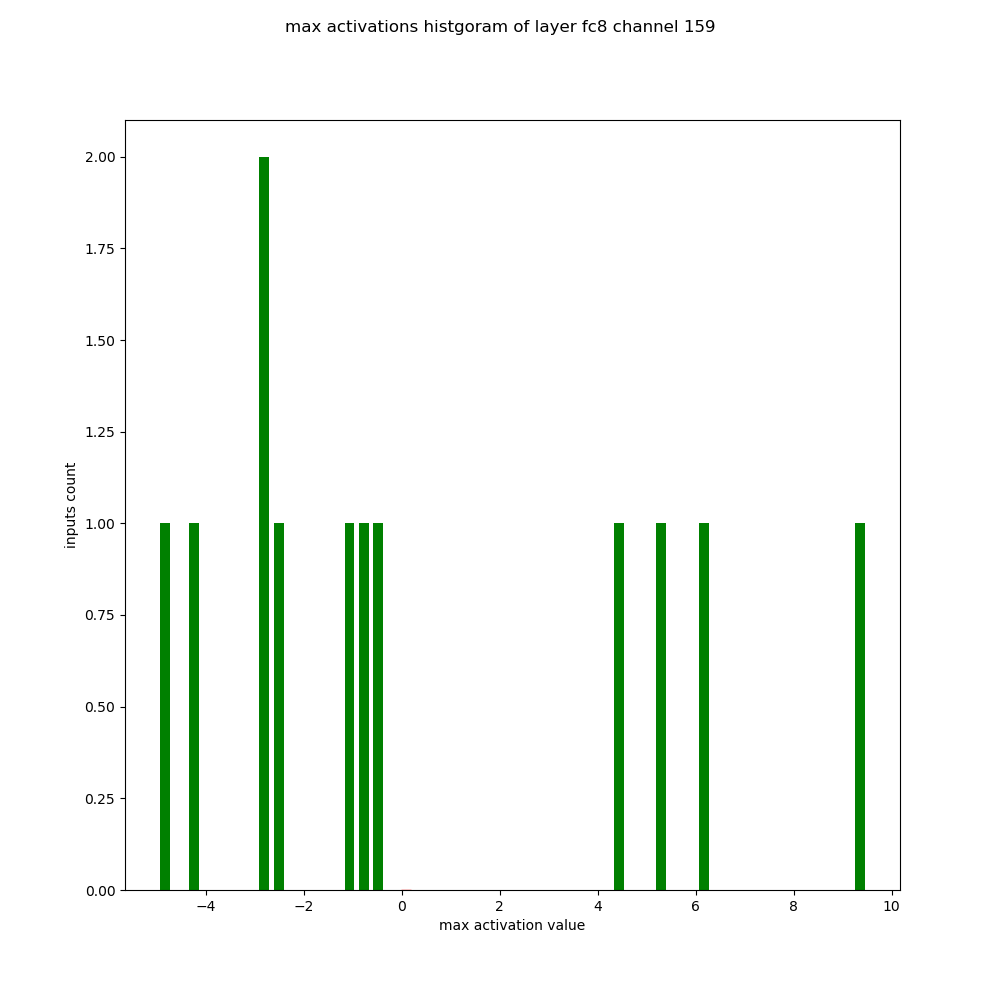 max activations histgoram of layer fc8 channel 159
2.00
1.75
1.50
1.25
1.00
0.75
0.50
0.25
0.00
inputs count
−4 −2 0 2 4 6 8 10
max activation value